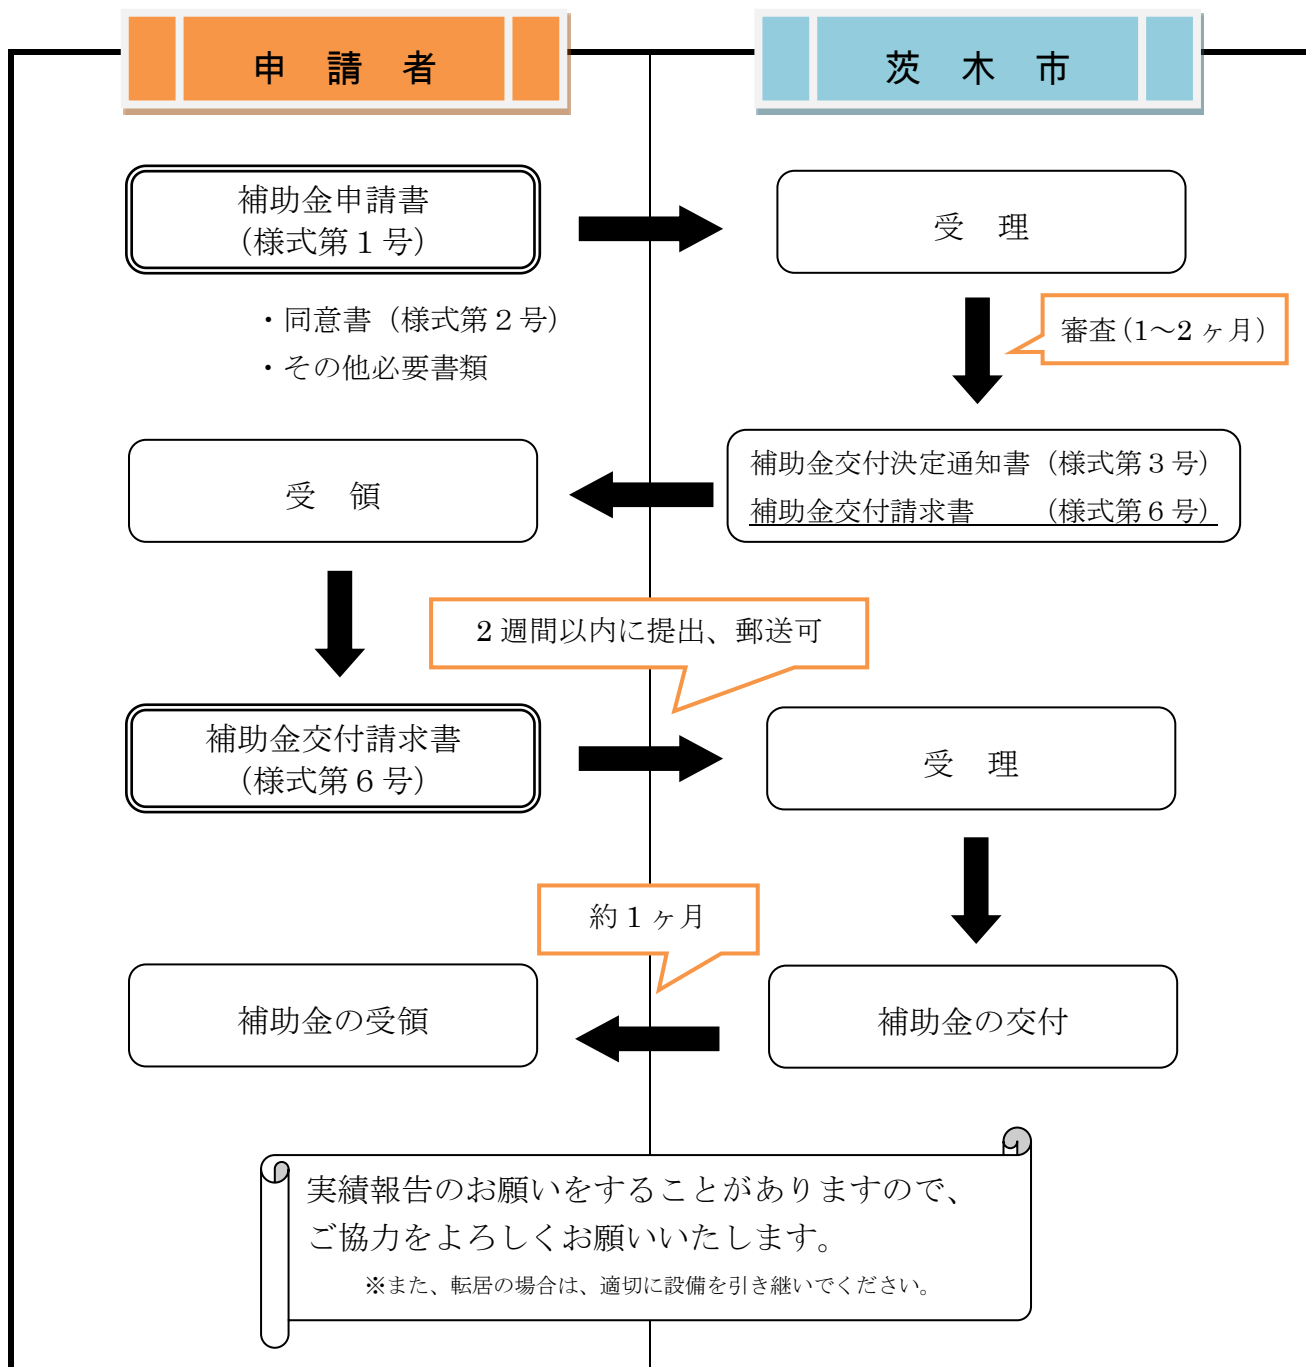 申　請　者
茨　木　市
補助金申請書
（様式第１号）
受　理
・同意書（様式第２号）
・その他必要書類
審査（1～2 ヶ月）
補助金交付決定通知書（様式第３号）
補助金交付請求書　　（様式第６号）
受　領
2 週間以内に提出、郵送可
補助金交付請求書
（様式第６号）
受　理
約 1 ヶ月
補助金の受領
補助金の交付
実績報告のお願いをすることがありますので、
ご協力をよろしくお願いいたします。
※また、転居の場合は、適切に設備を引き継いでください。